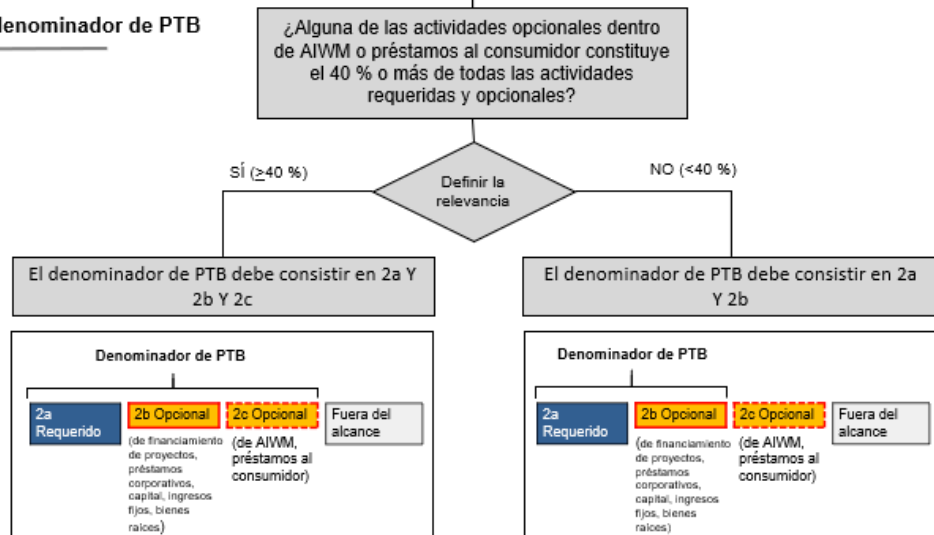 denominador de PTB
¿Alguna de las actividades opcionales dentro
de AIWM o préstamos al consumidor constituye
el 40 % o más de todas las actividades
requeridas y opcionales?
SÍ (≥40 %)
NO (<40 %)
Definir la
relevancia
El denominador de PTB debe consistir en 2a Y
2b Y 2c
El denominador de PTB debe consistir en 2a
Y 2b
Denominador de PTB
2a
Requerido
2b Opcional
2c Opcional
Fuera del
alcance
(de financiamiento
de proyectos,
préstamos
corporativos,
capital, ingresos
fijos, bienes
raíces)
(de AIWM,
préstamos al
consumidor)
Denominador de PTB
2a
Requerido
2b Opcional
2c Opcional
Fuera del
alcance
(de financiamiento
de proyectos,
préstamos
corporativos,
capital, ingresos
fijos, bienes
raíces)
(de AIWM,
préstamos al
consumidor)